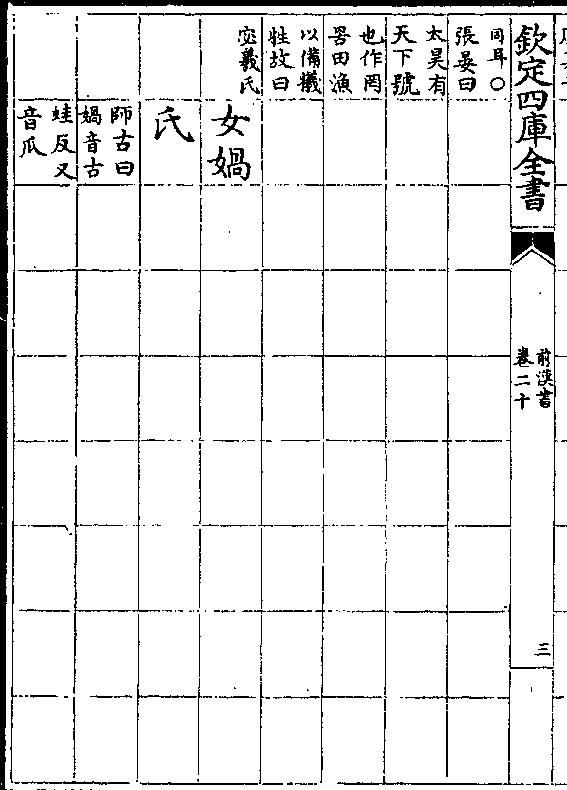 欽定四庫全書
前漢書
卷二十
三
同耳○
張晏曰
太昊有
天下號
也作罔
罟田漁
以備犧
牲故曰
宓羲氏
女媧
氏
師古曰
媧音古
蛙反又
音瓜